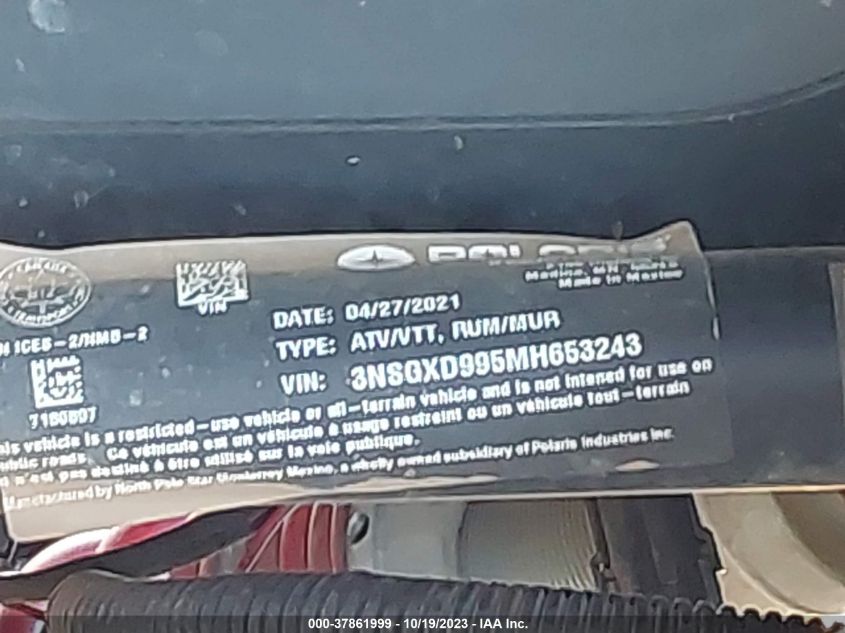 CANADA
TRANSPORT
VIN
POLARIS
Medina, MN
Made in Mexico
ICES-2/NMB-2
7180807
DATE: 04/27/2021
TYPE: ATV/VTT, RUM/MUR
VIN: 3NSGXD995MH653243
vehicle is a restricted-use vehicle or all-terrain vehicle and is not intended for use on
public roads. Ce véhicule est un véhicule à usage restreint ou un véhicule tout-terrain
n'est pas destiné à être utilisé sur la voie publique.
by North Pole Star Monterrey Mexico, a wholly owned subsidiary of Polaris Industries Inc.
000-37861999 - 10/19/2023 - IAA Inc.